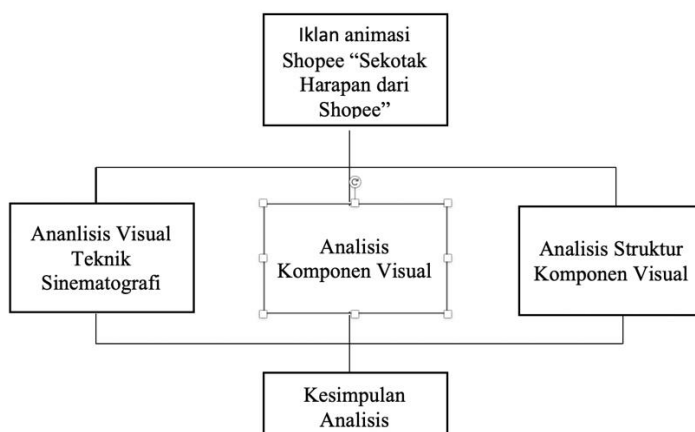 Iklan animasi
Shopee “Sekotak
Harapan dari
Shopee”
Ananlisis Visual
Teknik
Sinematografi
Analisis
Komponen Visual
Analisis Struktur
Komponen Visual
Kesimpulan
Analisis